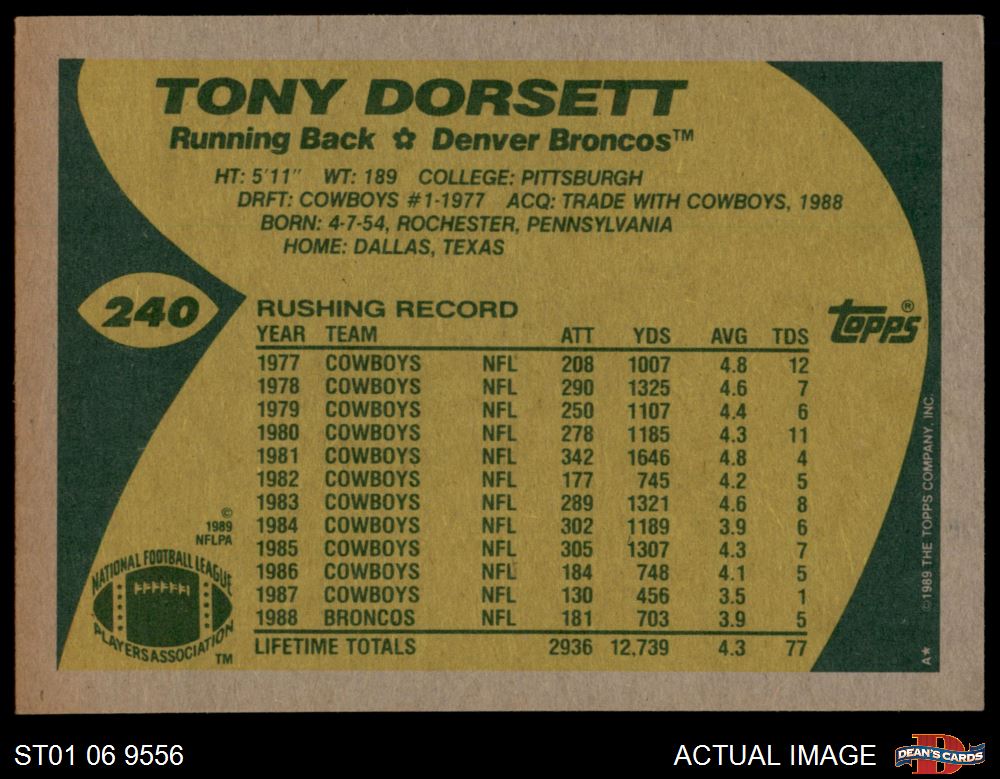 TONY DORSETT
Running Back ✿ Denver Broncos™
HT: 5'11" WT: 189 COLLEGE: PITTSBURGH
DRFT: COWBOYS #1-1977 ACQ: TRADE WITH COWBOYS, 1988
BORN: 4-7-54, ROCHESTER, PENNSYLVANIA
HOME: DALLAS, TEXAS
240
RUSHING RECORD
topps®
YEAR TEAM ATT YDS AVG TDS
1977 COWBOYS NFL 208 1007 4.8 12
1978 COWBOYS NFL 290 1325 4.6 7
1979 COWBOYS NFL 250 1107 4.4 6
1980 COWBOYS NFL 278 1185 4.3 11
1981 COWBOYS NFL 342 1646 4.8 4
1982 COWBOYS NFL 177 745 4.2 5
1983 COWBOYS NFL 289 1321 4.6 8
1984 COWBOYS NFL 302 1189 3.9 6
1985 COWBOYS NFL 305 1307 4.3 7
1986 COWBOYS NFL 184 748 4.1 5
1987 COWBOYS NFL 130 456 3.5 1
1988 BRONCOS NFL 181 703 3.9 5
LIFETIME TOTALS 2936 12,739 4.3 77
©
1989
NFLPA
NATIONAL FOOTBALL LEAGUE
PLAYERS ASSOCIATION
TM
©1989 THE TOPPS COMPANY, INC.
A★
ST01 06 9556
ACTUAL IMAGE
DEAN'S CARDS